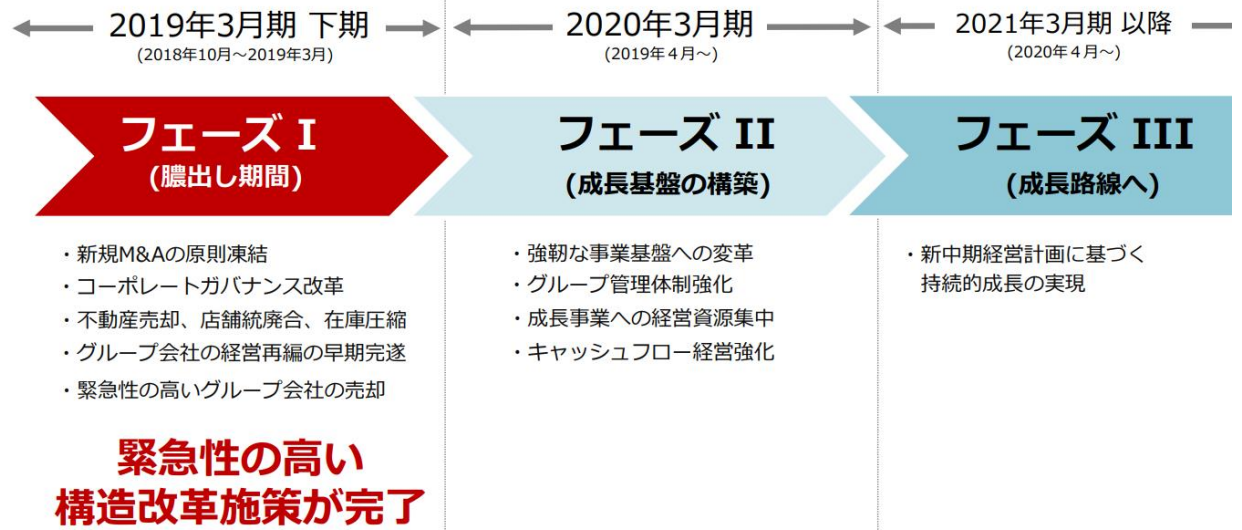 2019年3月期 下期
(2018年10月～2019年3月)
2020年3月期
(2019年４月～)
2021年3月期 以降
(2020年４月～)
フェーズ I
(膿出し期間)
フェーズ II
(成長基盤の構築)
フェーズ III
(成長路線へ)
・新規M&Aの原則凍結
・コーポレートガバナンス改革
・不動産売却、店舗統廃合、在庫圧縮
・グループ会社の経営再編の早期完遂
・緊急性の高いグループ会社の売却
緊急性の高い
構造改革施策が完了
・強靭な事業基盤への変革
・グループ管理体制強化
・成長事業への経営資源集中
・キャッシュフロー経営強化
・新中期経営計画に基づく
持続的成長の実現